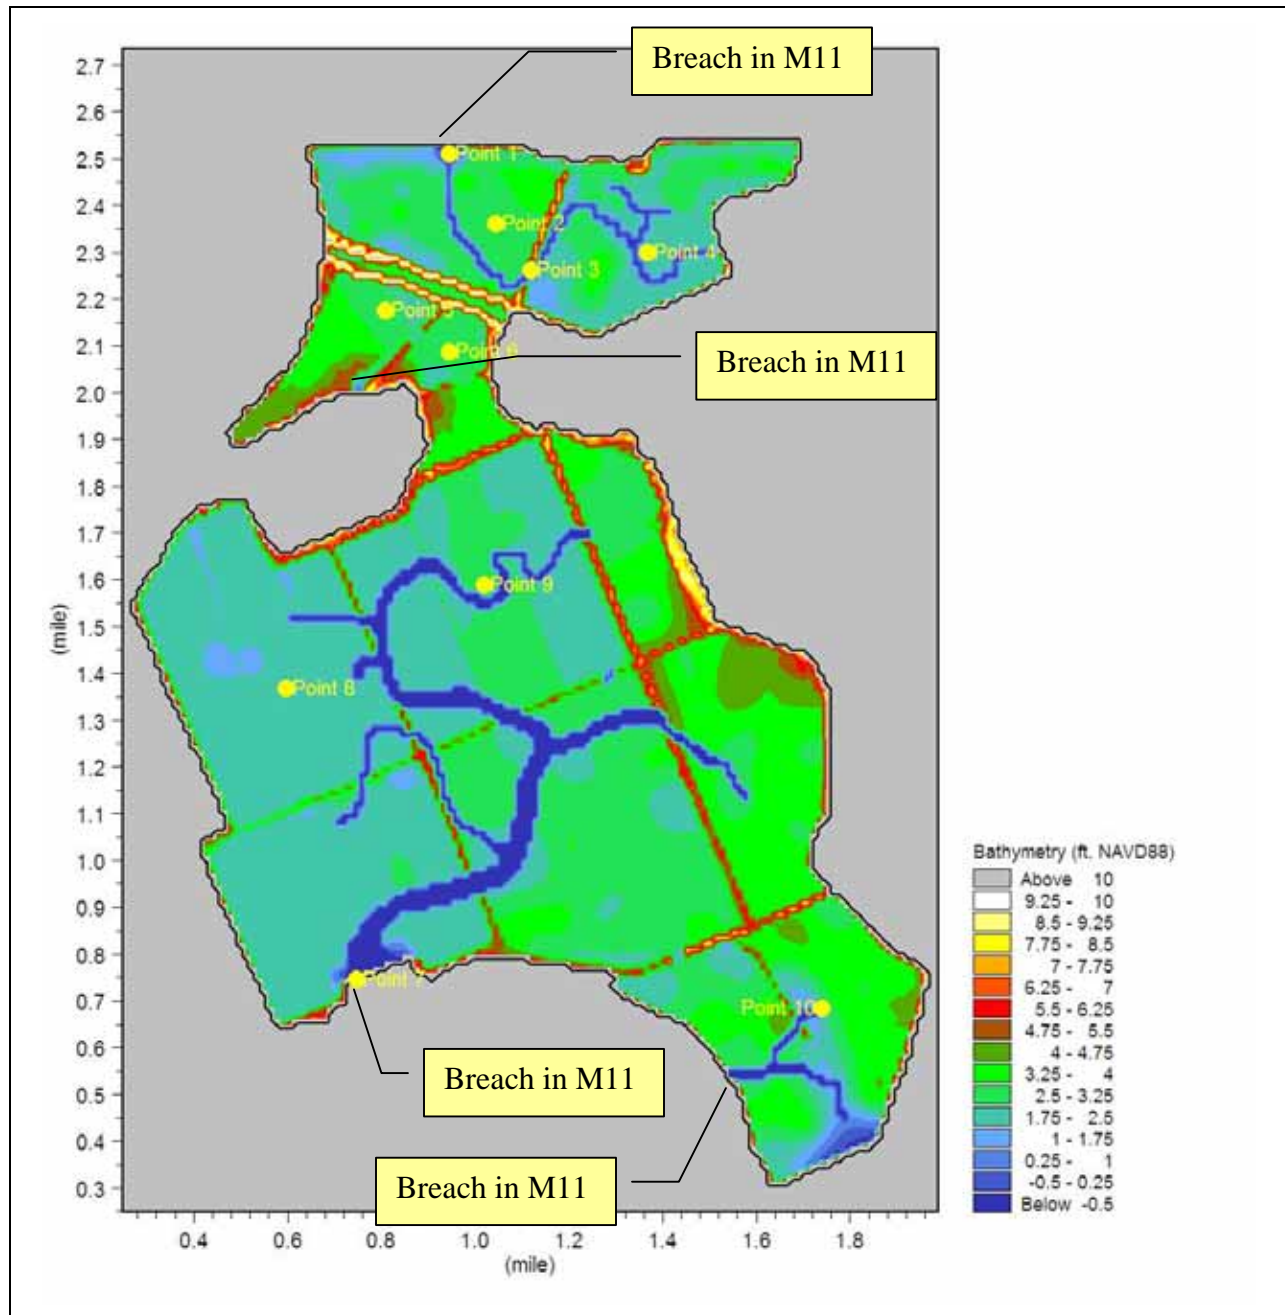 Breach in M11
2.7
2.6
2.5
2.4
2.3
2.2
2.1
2.0
1.9
1.8
1.7
1.6
1.5
1.4
1.3
1.2
1.1
1.0
0.9
0.8
0.7
0.6
0.5
0.4
0.3
(mile)
Point 1
Point 2
Point 3
Point 4
Point 5
Point 6
Breach in M11
Point 9
Point 8
Point 7
Point 10
Breach in M11
Breach in M11
0.4 0.6 0.8 1.0 1.2 1.4 1.6 1.8
(mile)
Bathymetry (ft. NAVD88)
Above 10
9.25 - 10
8.5 - 9.25
7.75 - 8.5
7 - 7.75
6.25 - 7
5.5 - 6.25
4.75 - 5.5
4 - 4.75
3.25 - 4
2.5 - 3.25
1.75 - 2.5
1 - 1.75
0.25 - 1
-0.5 - 0.25
Below -0.5